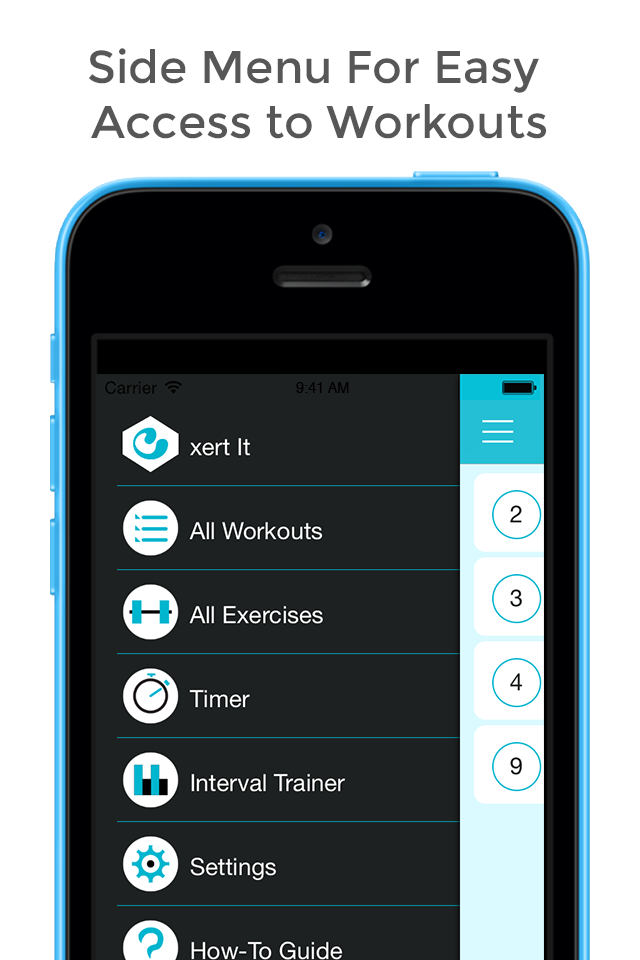 Side Menu For Easy
Access to Workouts
Carrier 9:41 AM
xert It
All Workouts
2
All Exercises
3
Timer
4
Interval Trainer
9
Settings
How-To Guide